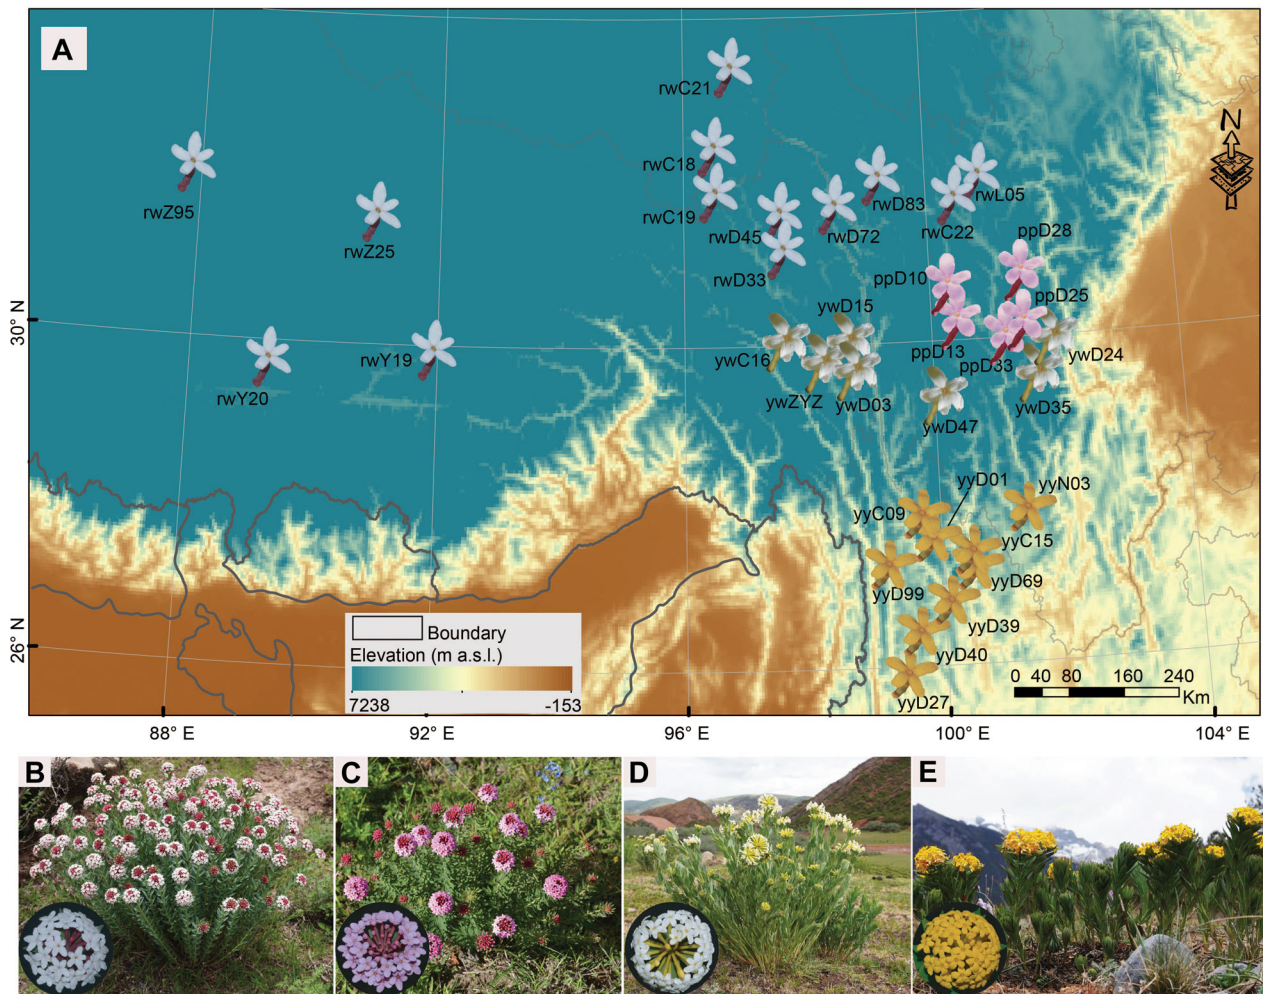 A
N
rwC21
rwC18
rwZ95
rwC19
rwD83
rwL05
rwZ25
rwD45
rwD72
rwC22
ppD28
rwD33
ppD10
ywD15
ppD25
30° N
rwY19
ywC16
ppD13
ppD33
ywD24
rwY20
ywZYZ
ywD03
ywD35
ywD47
yyD01
yyN03
yyC09
yyC15
yyD99
yyD69
26° N
yyD39
Boundary
yyD40
Elevation (m a.s.l.)
0 40 80 160 240
Km
7238 -153
yyD27
88° E 92° E 96° E 100° E 104° E
B C D E